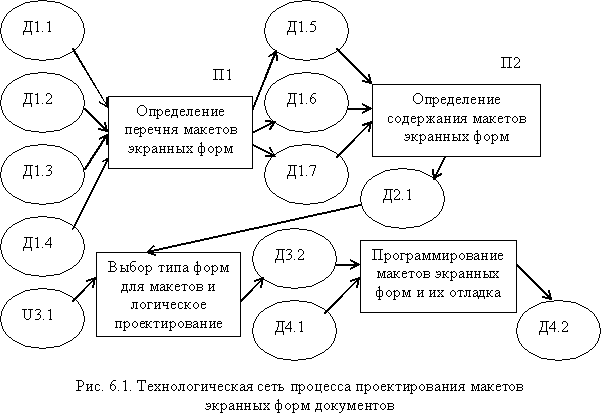 Д1.1
Д1.5
П1
П2
Д1.2
Определение
перечня макетов
экранных форм
Д1.6
Определение
содержания макетов
экранных форм
Д1.3
Д1.7
Д2.1
Д1.4
Выбор типа форм
для макетов и
логическое
проектирование
Д3.2
Программирование
макетов экранных
форм и их отладка
U3.1
Д4.1
Д4.2
Рис. 6.1. Технологическая сеть процесса проектирования макетов
экранных форм документов